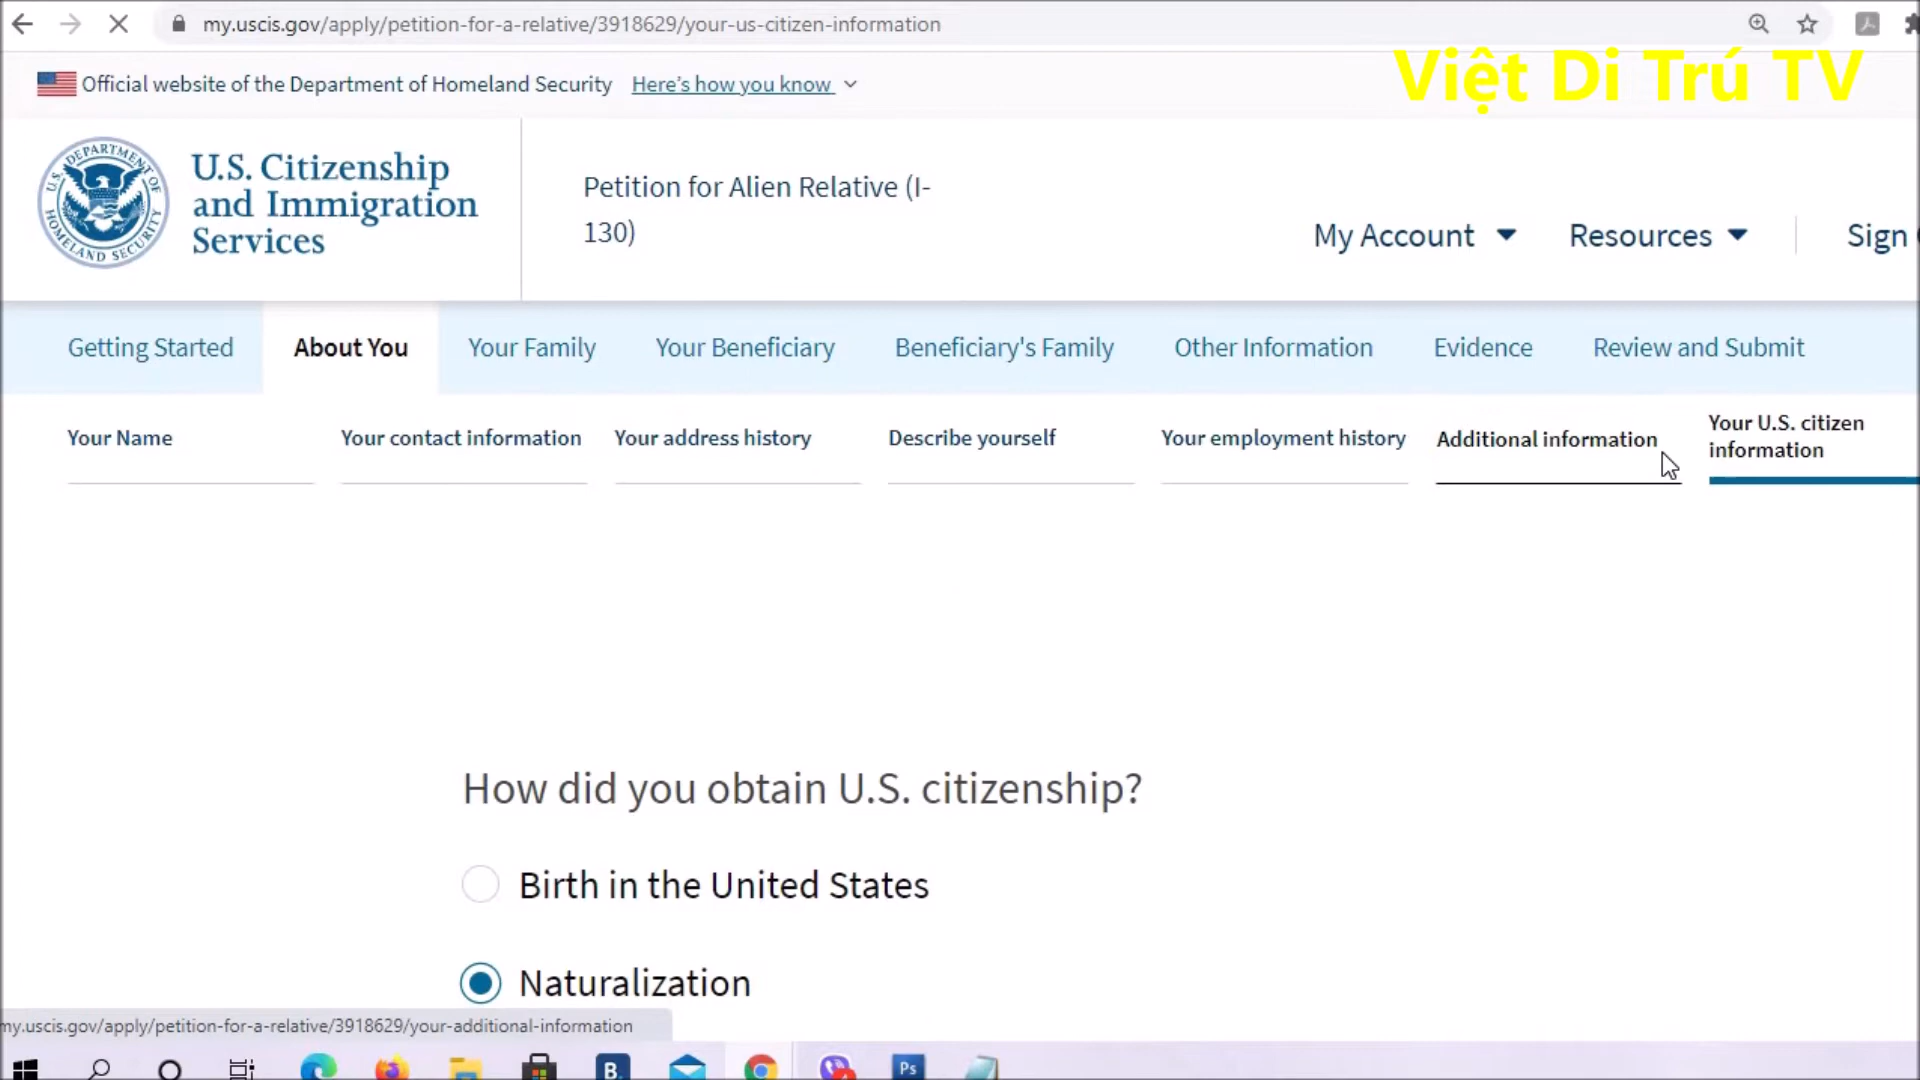 my.uscis.gov/apply/petition-for-a-relative/3918629/your-us-citizen-information
Official website of the Department of Homeland Security Here's how you know
Việt Di Trú TV
U.S. DEPARTMENT OF HOMELAND SECURITY
U.S. Citizenship
and Immigration
Services
Petition for Alien Relative (I-
130)
My Account Resources Sign
Getting Started About You Your Family Your Beneficiary Beneficiary's Family Other Information Evidence Review and Submit
Your Name Your contact information Your address history Describe yourself Your employment history Additional information Your U.S. citizen
information
How did you obtain U.S. citizenship?
Birth in the United States
Naturalization
my.uscis.gov/apply/petition-for-a-relative/3918629/your-additional-information
B.
Ps